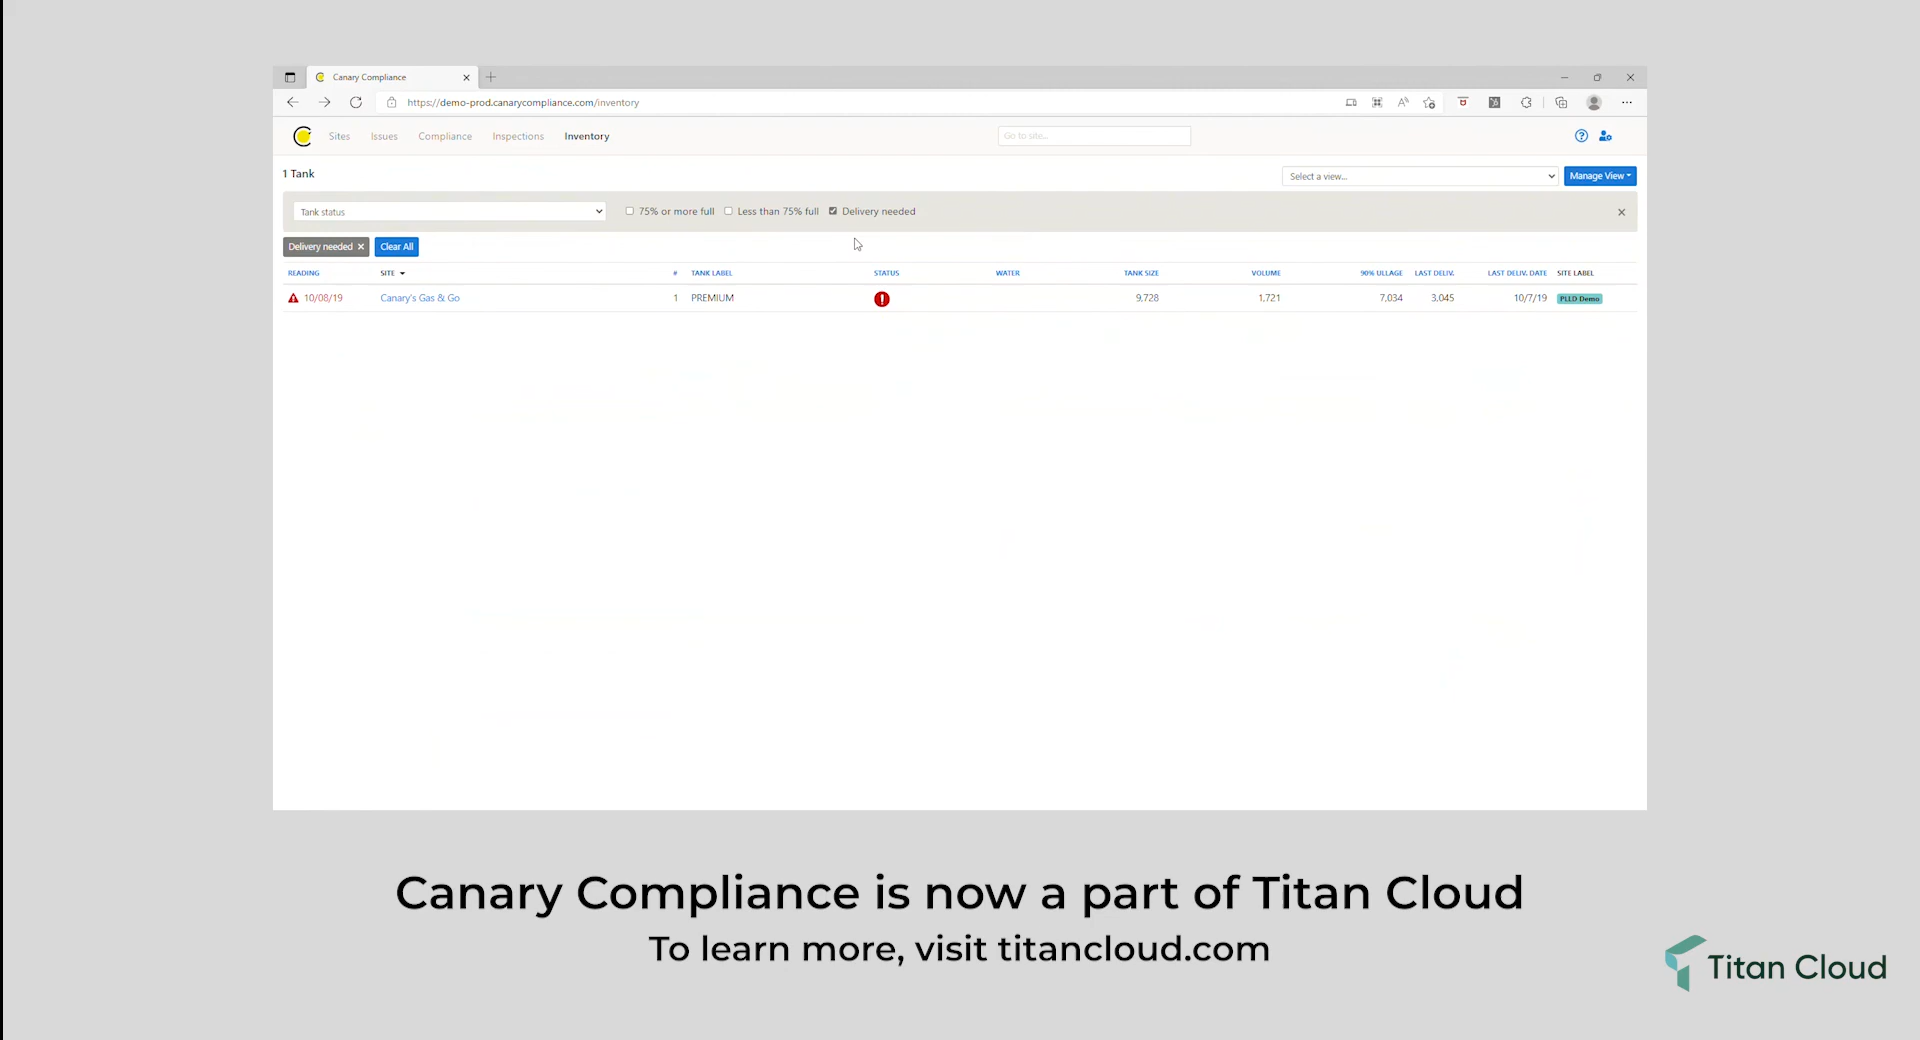 Canary Compliance
https://demo-prod.canarycompliance.com/inventory
Sites Issues Compliance Inspections Inventory Go to site...
1 Tank
Select a view... Manage View
Tank status 75% or more full Less than 75% full Delivery needed
Delivery needed × Clear All
READING SITE # TANK LABEL STATUS WATER TANK SIZE VOLUME 90% ULLAGE LAST DELIV. LAST DELIV. DATE SITE LABEL
10/08/19 Canary's Gas & Go 1 PREMIUM 9,728 1,721 7,034 3,045 10/7/19 PLLD Demo
Canary Compliance is now a part of Titan Cloud
To learn more, visit titancloud.com
Titan Cloud